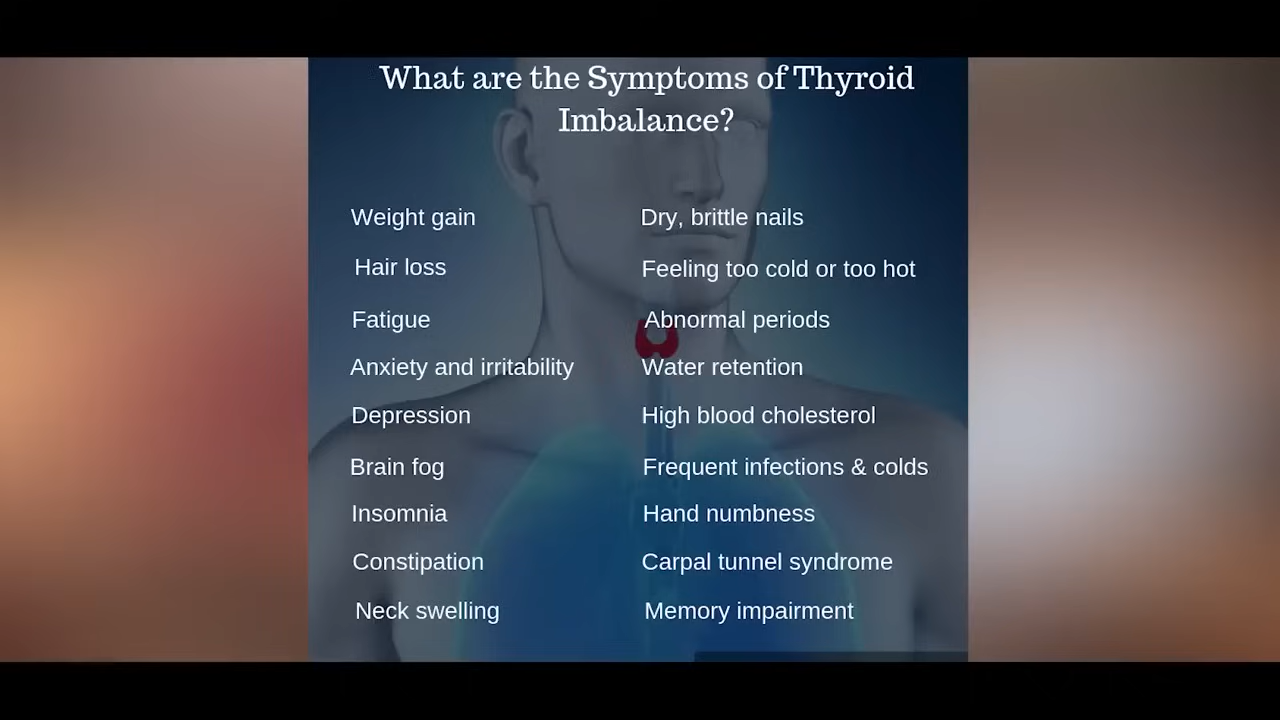 What are the Symptoms of Thyroid
Imbalance?
Weight gain
Hair loss
Fatigue
Anxiety and irritability
Depression
Brain fog
Insomnia
Constipation
Neck swelling
Dry, brittle nails
Feeling too cold or too hot
Abnormal periods
Water retention
High blood cholesterol
Frequent infections & colds
Hand numbness
Carpal tunnel syndrome
Memory impairment